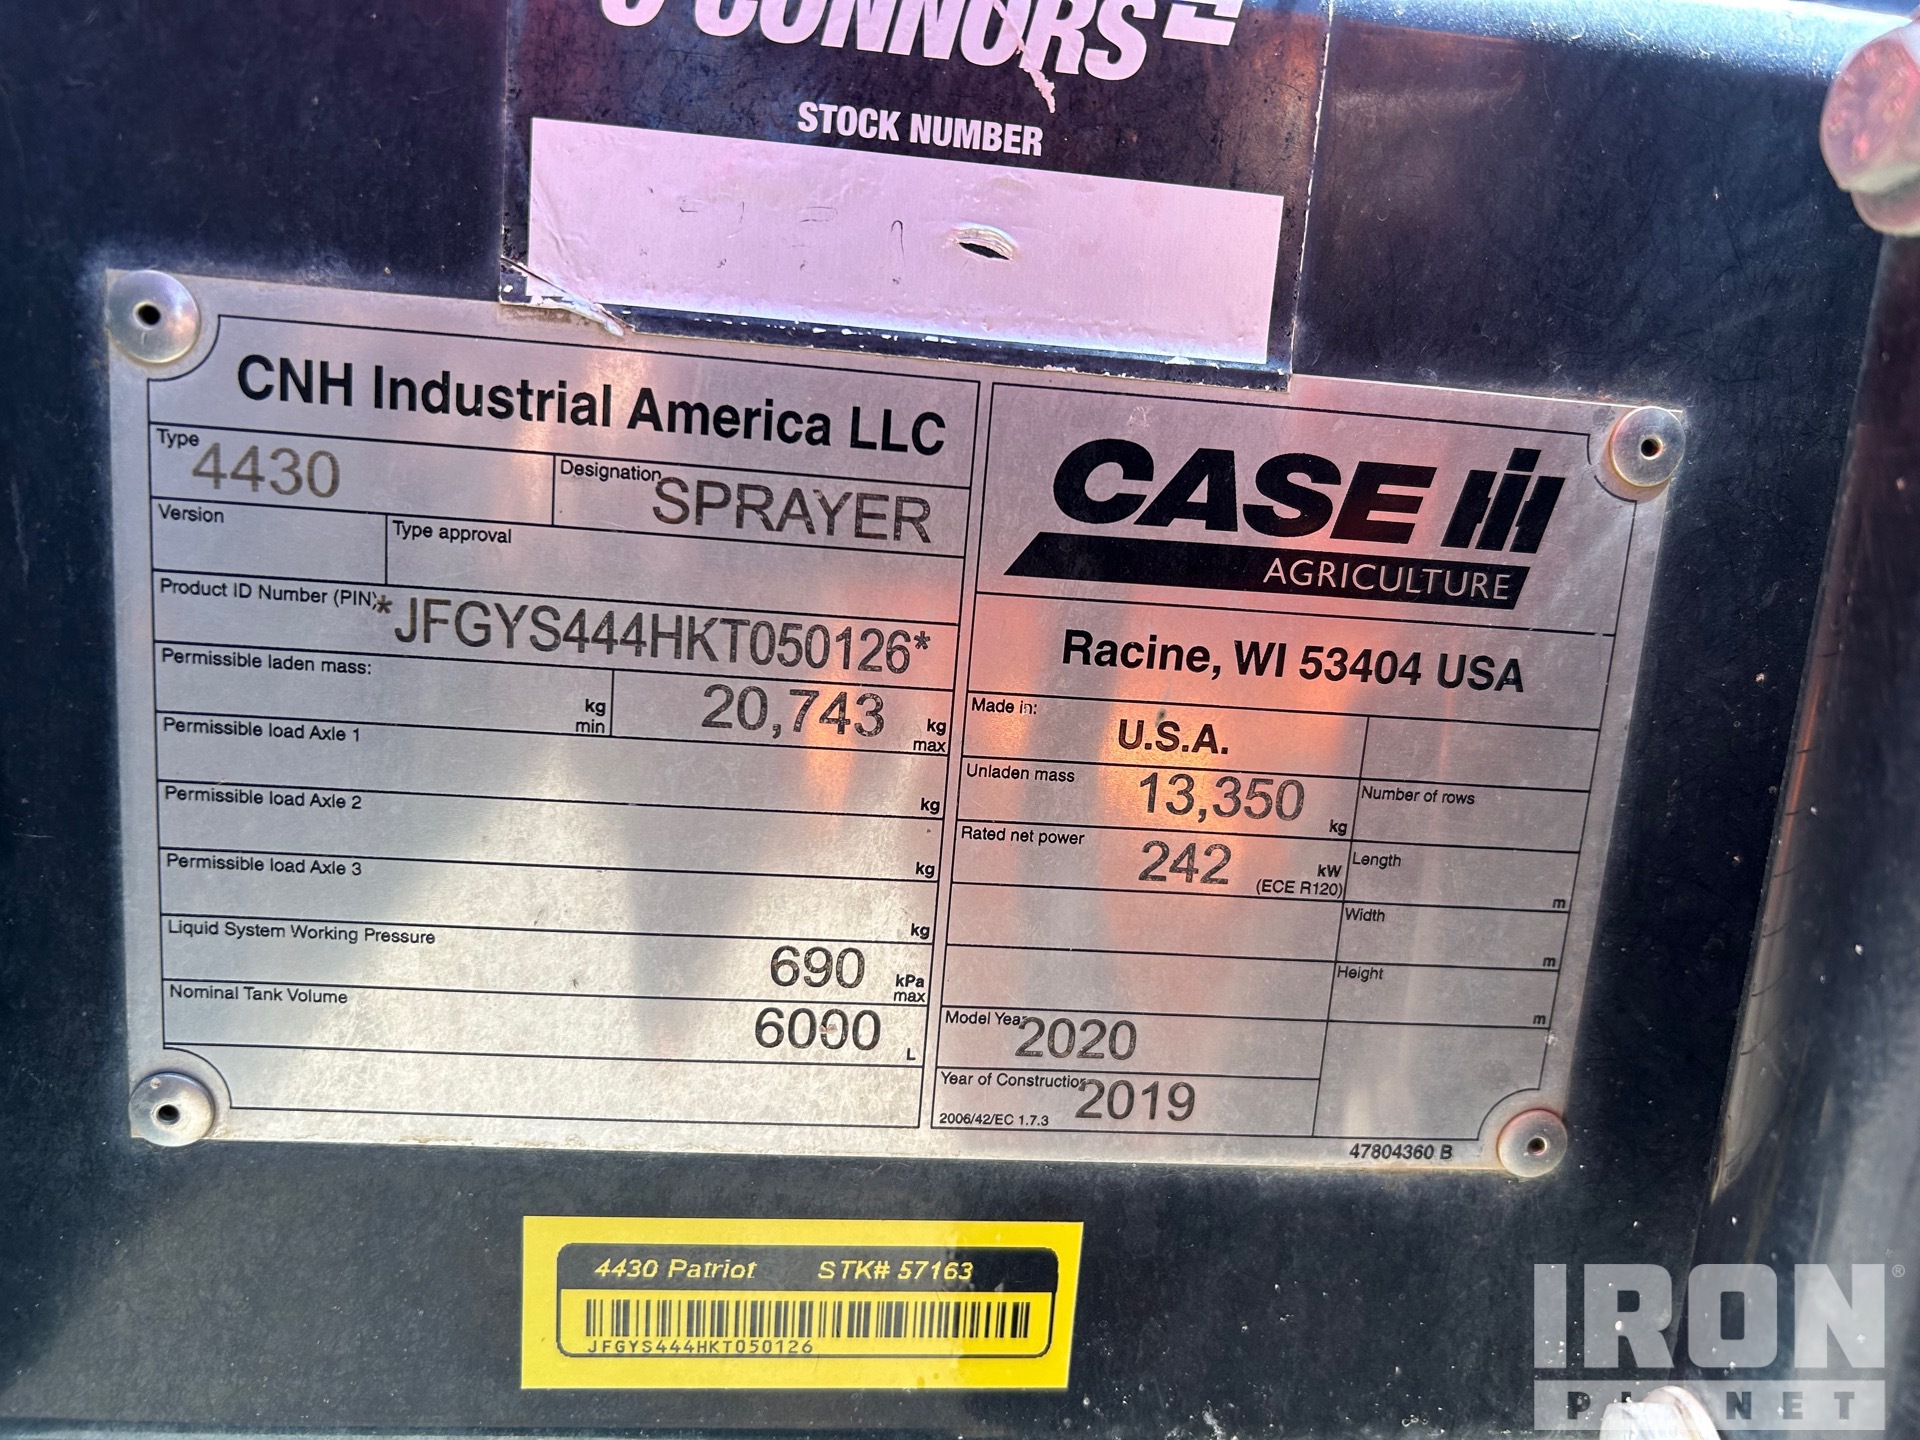 O'CONNORS
STOCK NUMBER
CNH Industrial America LLC
Type 4430
Designation SPRAYER
Version
Type approval
Product ID Number (PIN) *JFGYS444HKT050126*
Permissible laden mass:
kg min
20,743 kg max
Permissible load Axle 1
kg
Permissible load Axle 2
kg
Permissible load Axle 3
kg
Liquid System Working Pressure
690 kPa max
Nominal Tank Volume
6000 L
CASE IH
AGRICULTURE
Racine, WI 53404 USA
Made in: U.S.A.
Unladen mass 13,350 kg
Number of rows
Rated net power 242 kW (ECE R120)
Length
m
Width
m
Height
m
Model Year 2020
Year of Construction 2019
2006/42/EC 1.7.3
47804360 B
4430 Patriot STK# 57163
JFGYS444HKT050126
IRON®
PLANET